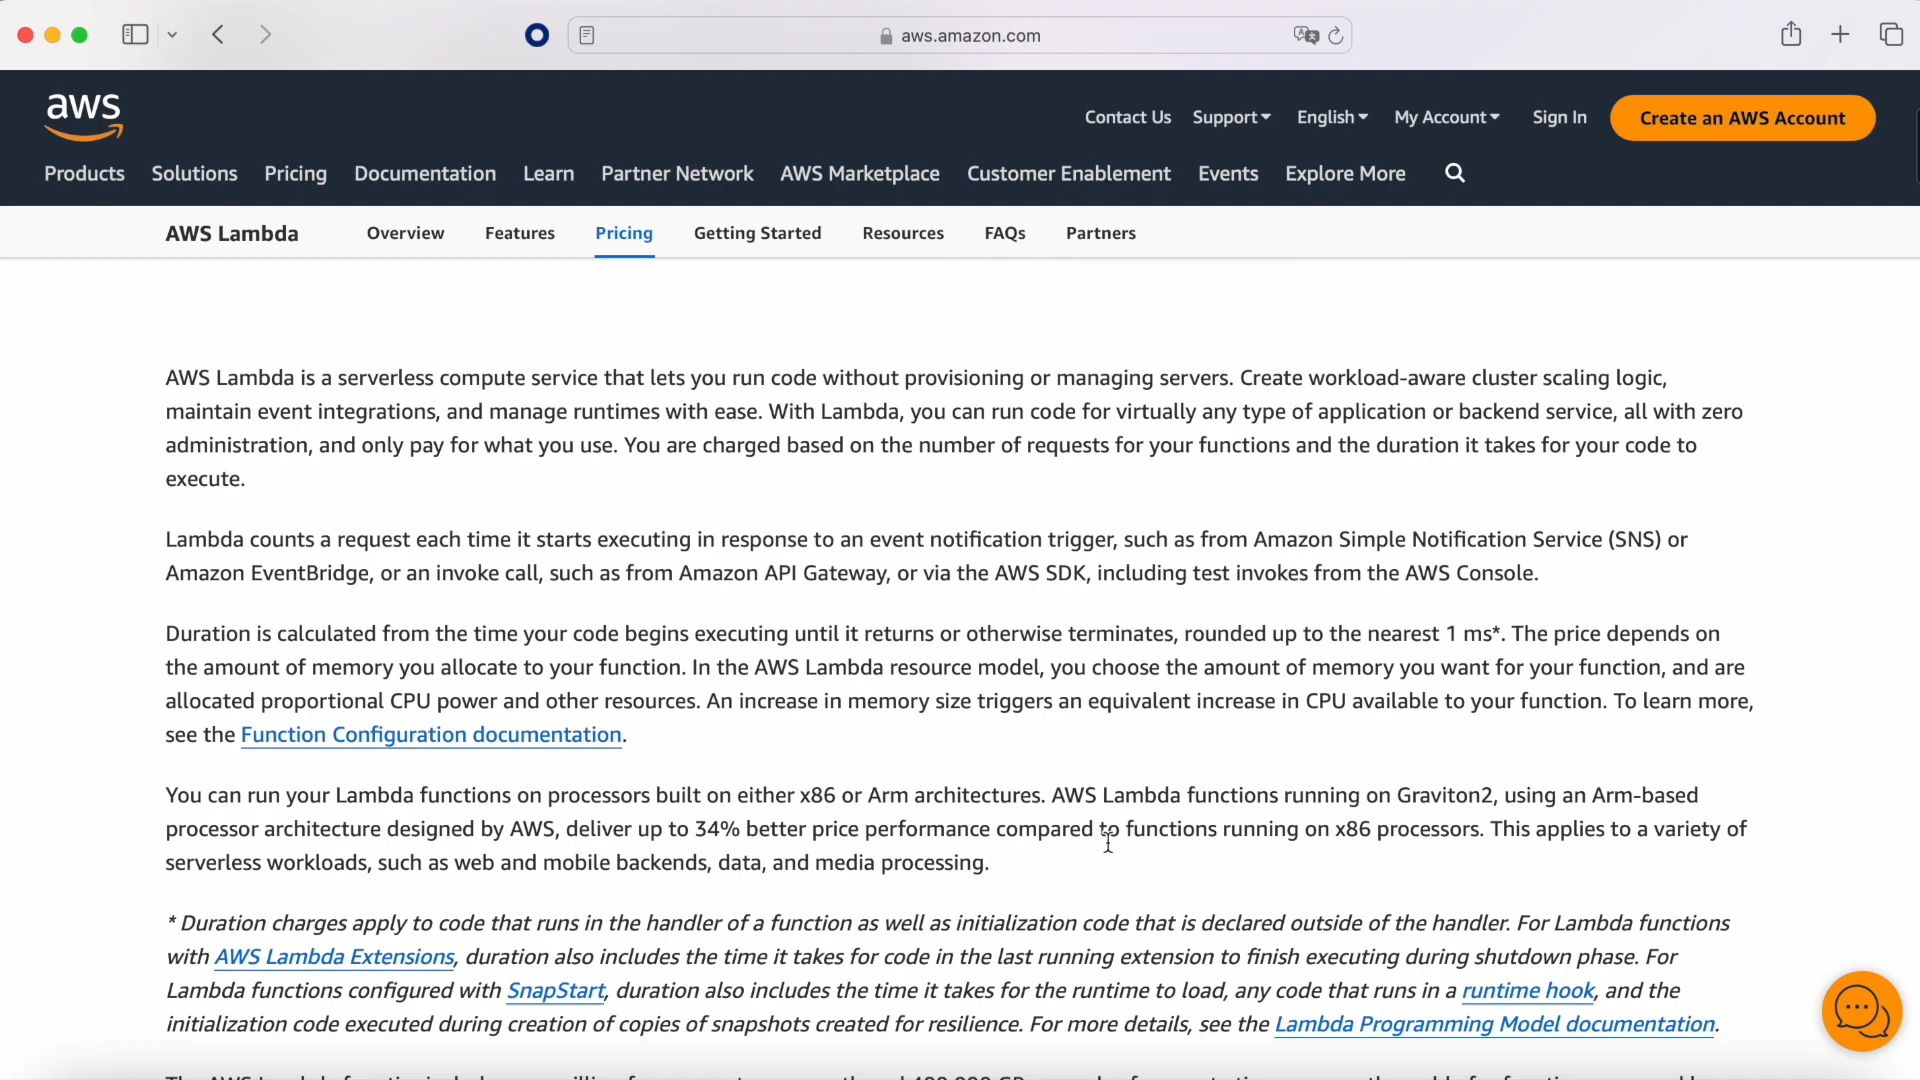 aws.amazon.com
aws
Contact Us Support English My Account Sign In Create an AWS Account
Products Solutions Pricing Documentation Learn Partner Network AWS Marketplace Customer Enablement Events Explore More
AWS Lambda Overview Features Pricing Getting Started Resources FAQs Partners
AWS Lambda is a serverless compute service that lets you run code without provisioning or managing servers. Create workload-aware cluster scaling logic,
maintain event integrations, and manage runtimes with ease. With Lambda, you can run code for virtually any type of application or backend service, all with zero
administration, and only pay for what you use. You are charged based on the number of requests for your functions and the duration it takes for your code to
execute.
Lambda counts a request each time it starts executing in response to an event notification trigger, such as from Amazon Simple Notification Service (SNS) or
Amazon EventBridge, or an invoke call, such as from Amazon API Gateway, or via the AWS SDK, including test invokes from the AWS Console.
Duration is calculated from the time your code begins executing until it returns or otherwise terminates, rounded up to the nearest 1 ms*. The price depends on
the amount of memory you allocate to your function. In the AWS Lambda resource model, you choose the amount of memory you want for your function, and are
allocated proportional CPU power and other resources. An increase in memory size triggers an equivalent increase in CPU available to your function. To learn more,
see the Function Configuration documentation.
You can run your Lambda functions on processors built on either x86 or Arm architectures. AWS Lambda functions running on Graviton2, using an Arm-based
processor architecture designed by AWS, deliver up to 34% better price performance compared to functions running on x86 processors. This applies to a variety of
serverless workloads, such as web and mobile backends, data, and media processing.
* Duration charges apply to code that runs in the handler of a function as well as initialization code that is declared outside of the handler. For Lambda functions
with AWS Lambda Extensions, duration also includes the time it takes for code in the last running extension to finish executing during shutdown phase. For
Lambda functions configured with SnapStart, duration also includes the time it takes for the runtime to load, any code that runs in a runtime hook, and the
initialization code executed during creation of copies of snapshots created for resilience. For more details, see the Lambda Programming Model documentation.